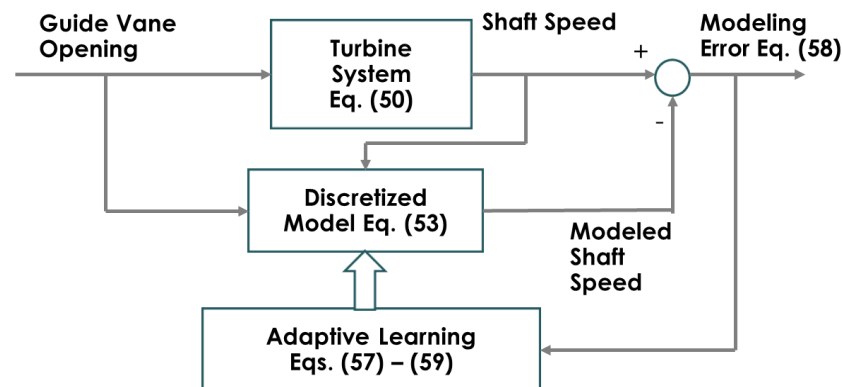 Guide Vane
Opening
Turbine
System
Eq. (50)
Shaft Speed
+
-
Modeling
Error Eq. (58)
Discretized
Model Eq. (53)
Modeled
Shaft
Speed
Adaptive Learning
Eqs. (57) – (59)